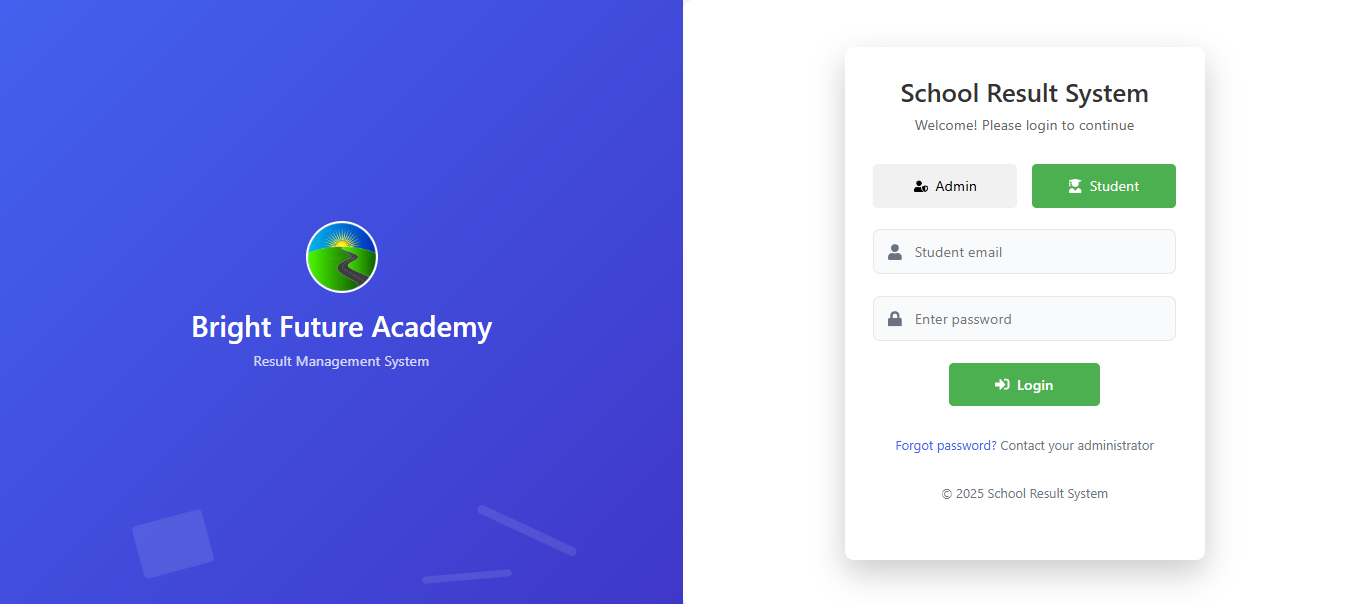 Bright Future Academy
Result Management System
School Result System
Welcome! Please login to continue
Admin
Student
Student email
Enter password
Login
Forgot password? Contact your administrator
© 2025 School Result System